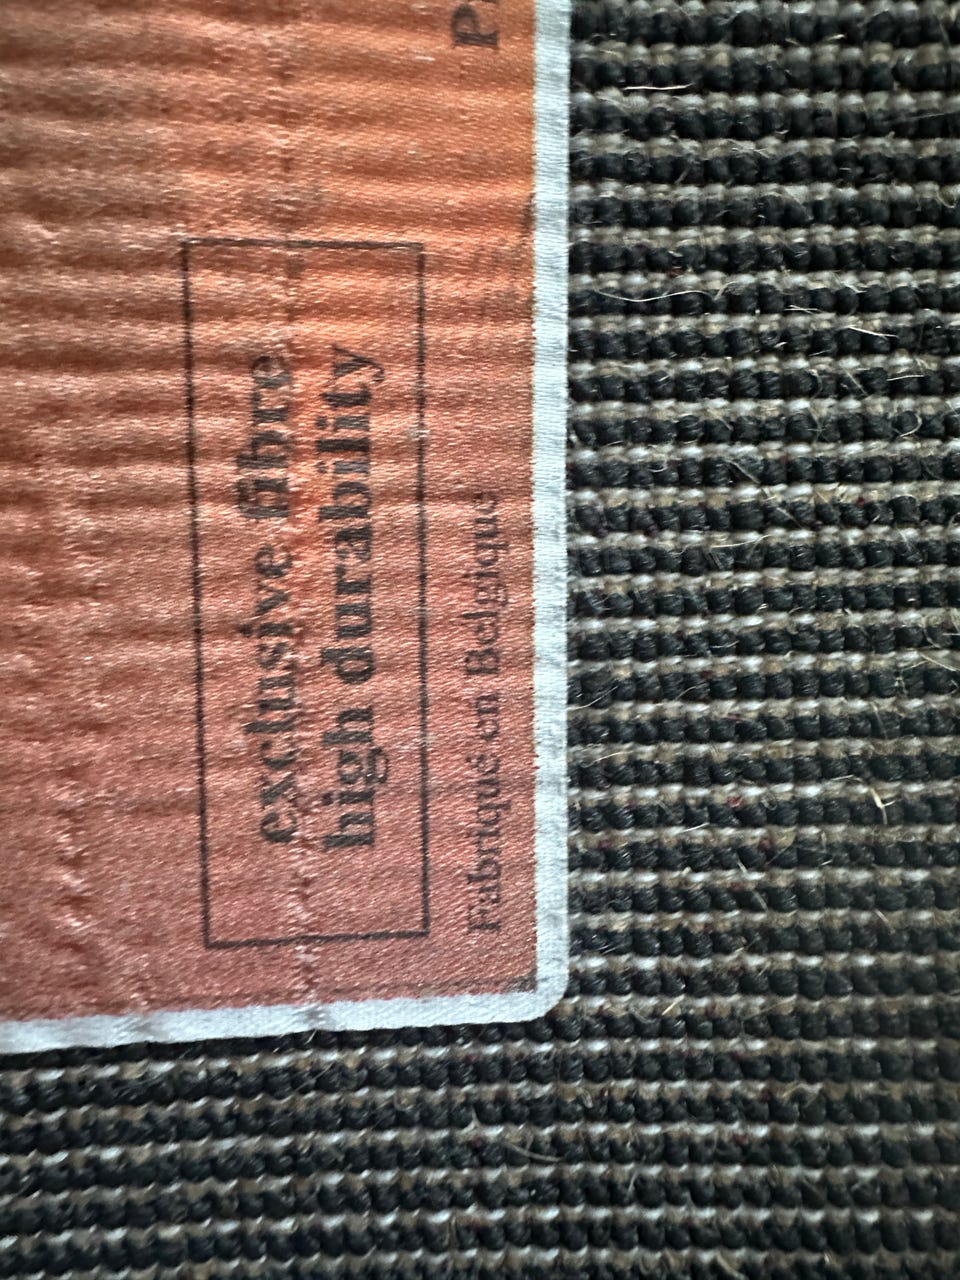 exclusive fibre
high durability
Fabriqué en Belgique